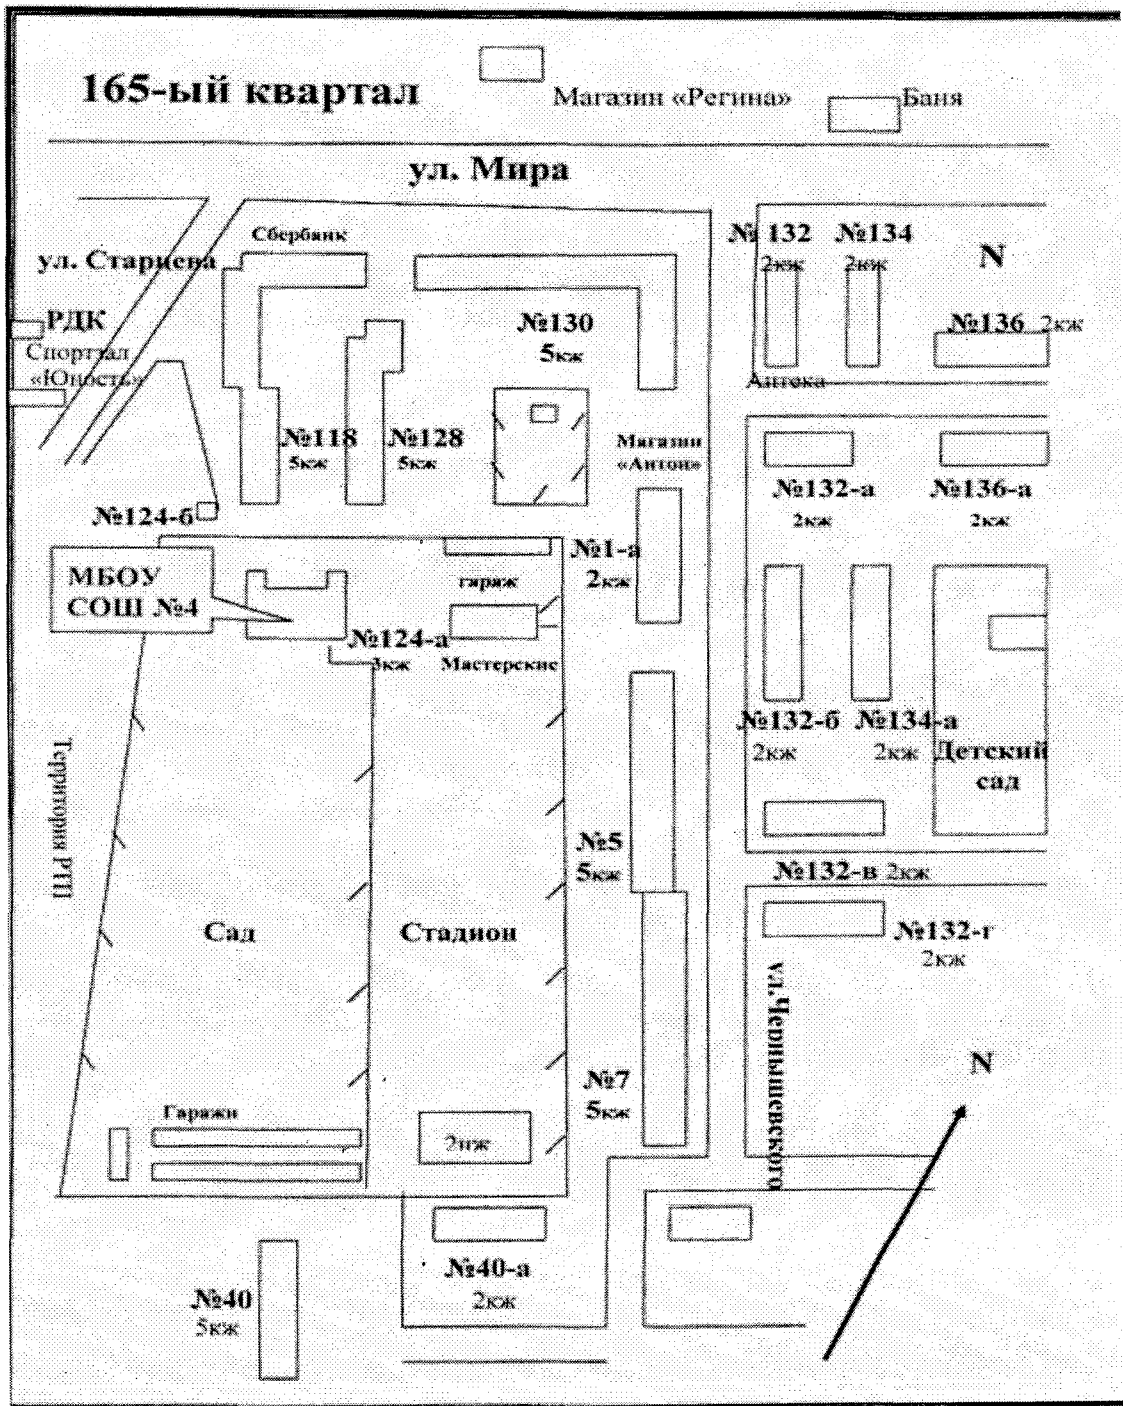 165-ый квартал
Магазин «Регина»
Баня
ул. Мира
Сбербанк
№ 132
2кж
№134
2кж
N
ул. Старцева
РДК
Спортзал
«Юность»
№130
5кж
№136 2кж
Аптека
№118
5кж
№128
5кж
Магазин
«Антон»
№132-а
2кж
№136-а
2кж
№124-б
МБОУ
СОШ №4
гараж
№1-а
2кж
№124-а
3кж
Мастерские
№132-б
2кж
№134-а
2кж
Детский
сад
Территория РТП
№5
5кж
№132-в 2кж
Сад
Стадион
№132-г
2кж
ул.Чернышевского
N
№7
5кж
Гаражи
2нж
№40-а
2кж
№40
5кж